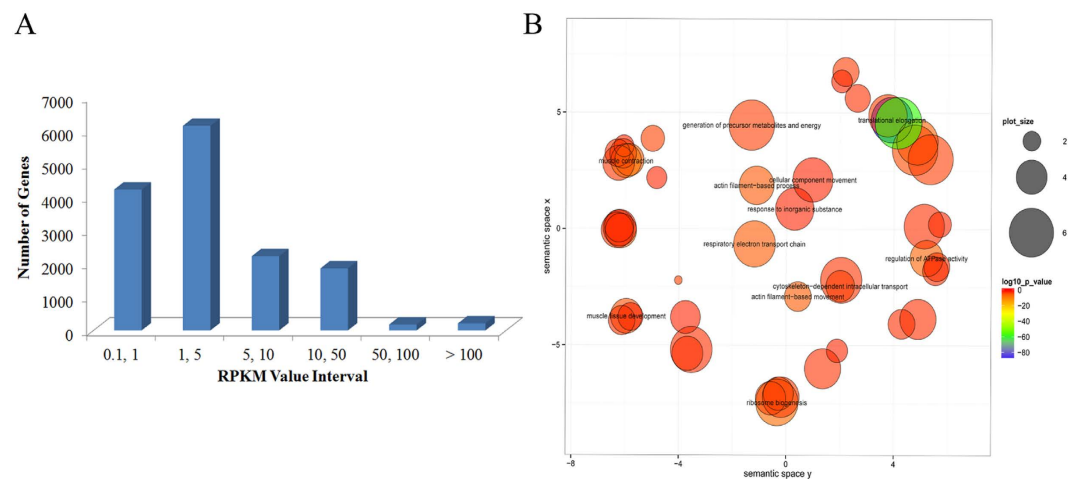 A
B
7000
6000
5000
4000
3000
2000
1000
0
Number of Genes
0.1, 1
1, 5
5, 10
10, 50
50, 100
> 100
RPKM Value Interval
5
0
-5
semantic space x
-8
-4
0
4
semantic space y
generation of precursor metabolites and energy
translational elongation
muscle contraction
cellular component movement
actin filament-based process
response to inorganic substance
respiratory electron transport chain
regulation of ATPase activity
cytoskeleton-dependent intracellular transport
actin filament-based movement
muscle tissue development
ribosome biogenesis
plot_size
2
4
6
log10_p_value
0
-20
-40
-60
-80